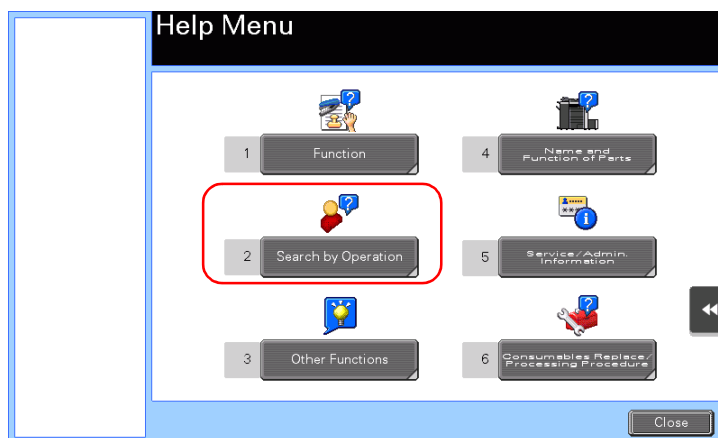 Help Menu
1 Function
4 Name and
Function of Parts
2 Search by Operation
5 Service/Admin.
Information
3 Other Functions
6 Consumables Replace/
Processing Procedure
Close